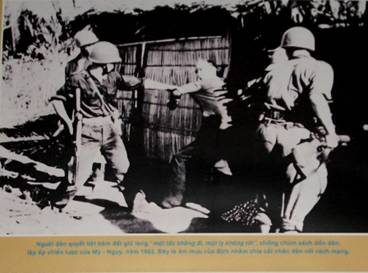 Người dân quyết liệt bám đất giữ làng "một tấc không đi, một ly không rời", chống chính sách dồn dân,
lập ấp chiến lược của Mỹ - Ngụy, năm 1962. Đây là âm mưu của địch nhằm chia cắt nhân dân với cách mạng.